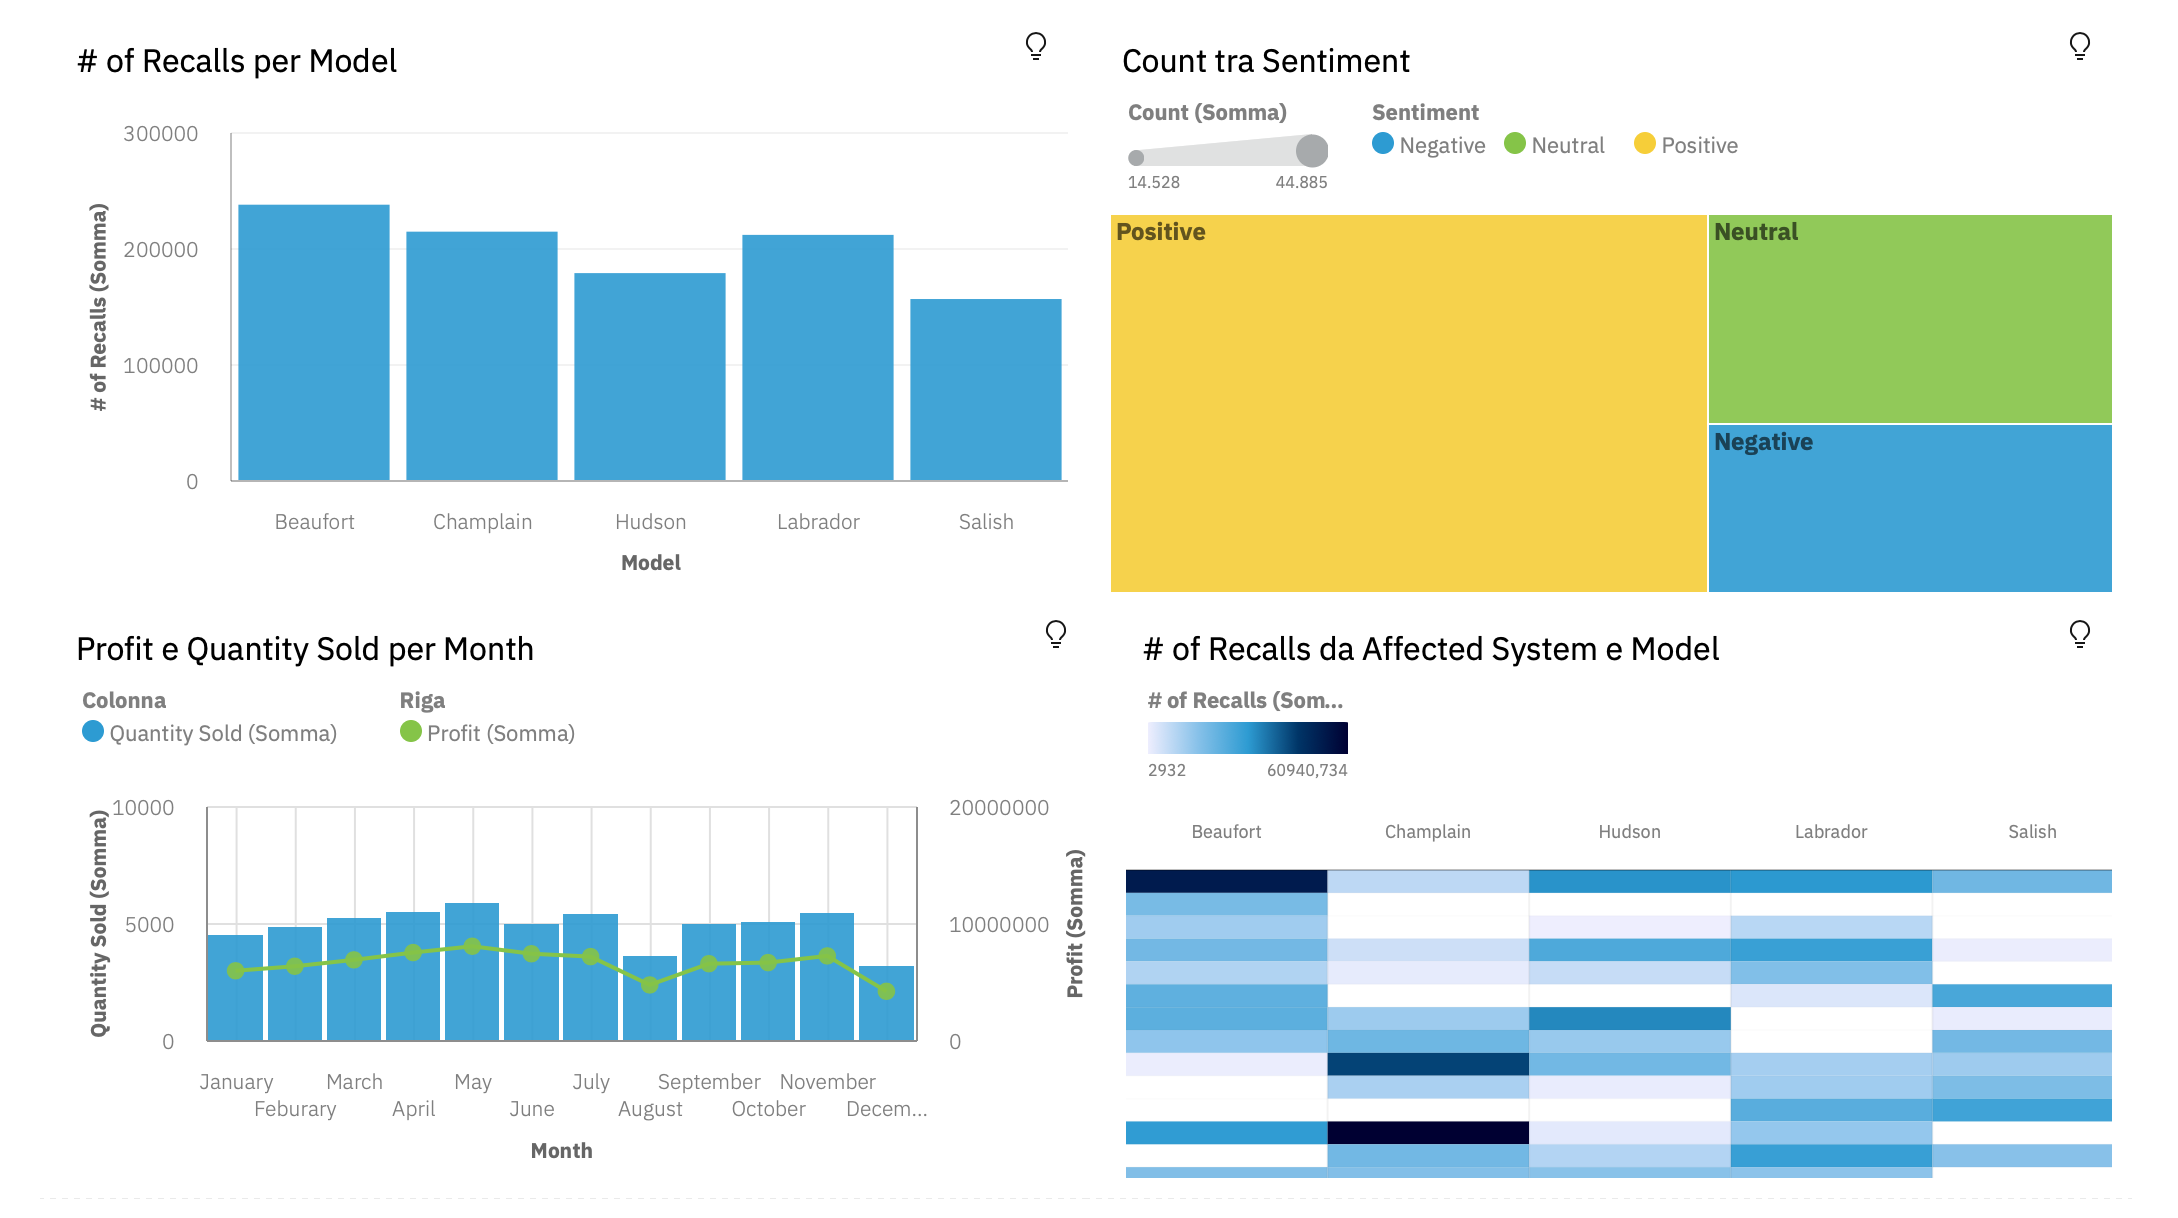 # of Recalls per Model
300000
200000
100000
0
# of Recalls (Somma)
Beaufort
Champlain
Hudson
Labrador
Salish
Model
Count tra Sentiment
Count (Somma)
14.528
44.885
Sentiment
Negative
Neutral
Positive
Positive
Neutral
Negative
Profit e Quantity Sold per Month
Colonna
Quantity Sold (Somma)
Riga
Profit (Somma)
10000
5000
0
Quantity Sold (Somma)
20000000
10000000
0
Profit (Somma)
January
Feburary
March
April
May
June
July
August
September
October
November
Decem...
Month
# of Recalls da Affected System e Model
# of Recalls (Som...
2932
60940,734
Beaufort
Champlain
Hudson
Labrador
Salish